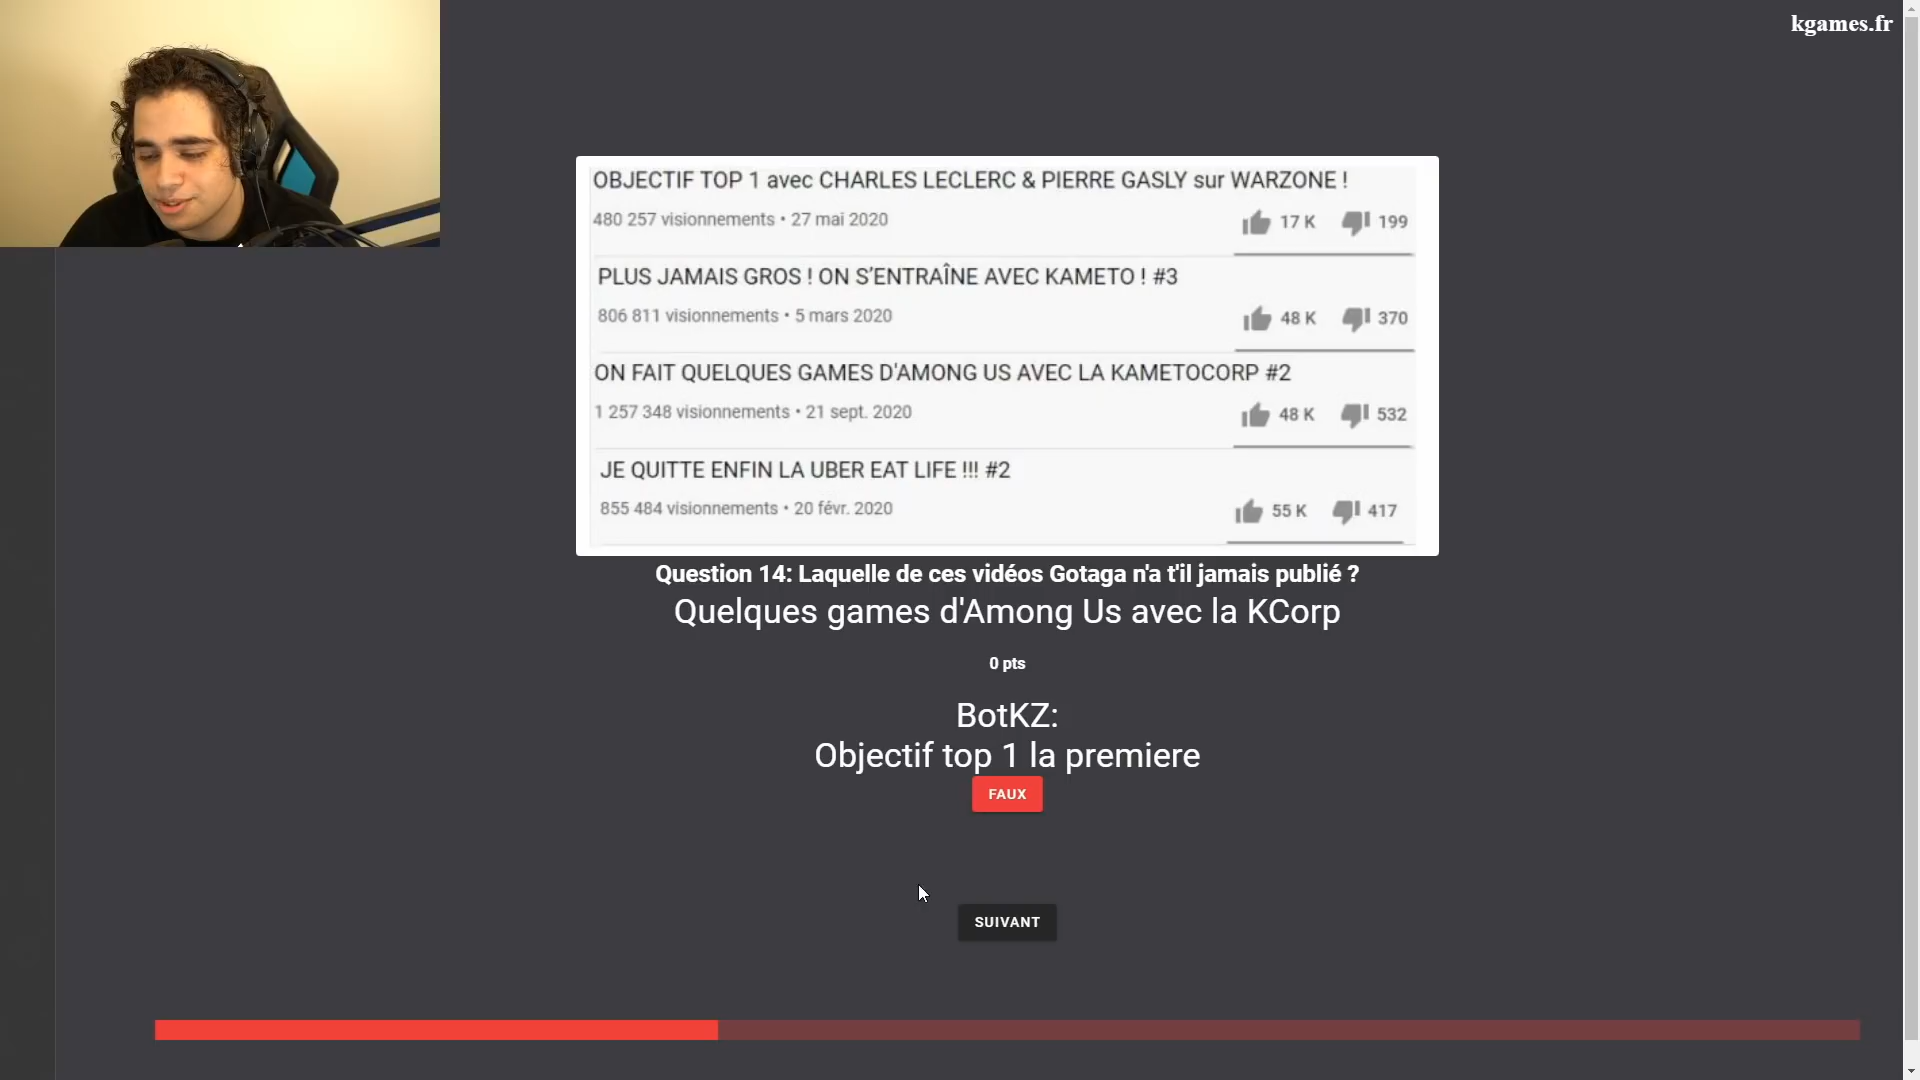 kgames.fr
OBJECTIF TOP 1 avec CHARLES LECLERC & PIERRE GASLY sur WARZONE !
480 257 visionnements • 27 mai 2020 17 K 199
PLUS JAMAIS GROS ! ON S'ENTRAÎNE AVEC KAMETO ! #3
806 811 visionnements • 5 mars 2020 48 K 370
ON FAIT QUELQUES GAMES D'AMONG US AVEC LA KAMETOCORP #2
1 257 348 visionnements • 21 sept. 2020 48 K 532
JE QUITTE ENFIN LA UBER EAT LIFE !!! #2
855 484 visionnements • 20 févr. 2020 55 K 417
Question 14: Laquelle de ces vidéos Gotaga n'a t'il jamais publié ?
Quelques games d'Among Us avec la KCorp
0 pts
BotKZ:
Objectif top 1 la premiere
FAUX
SUIVANT